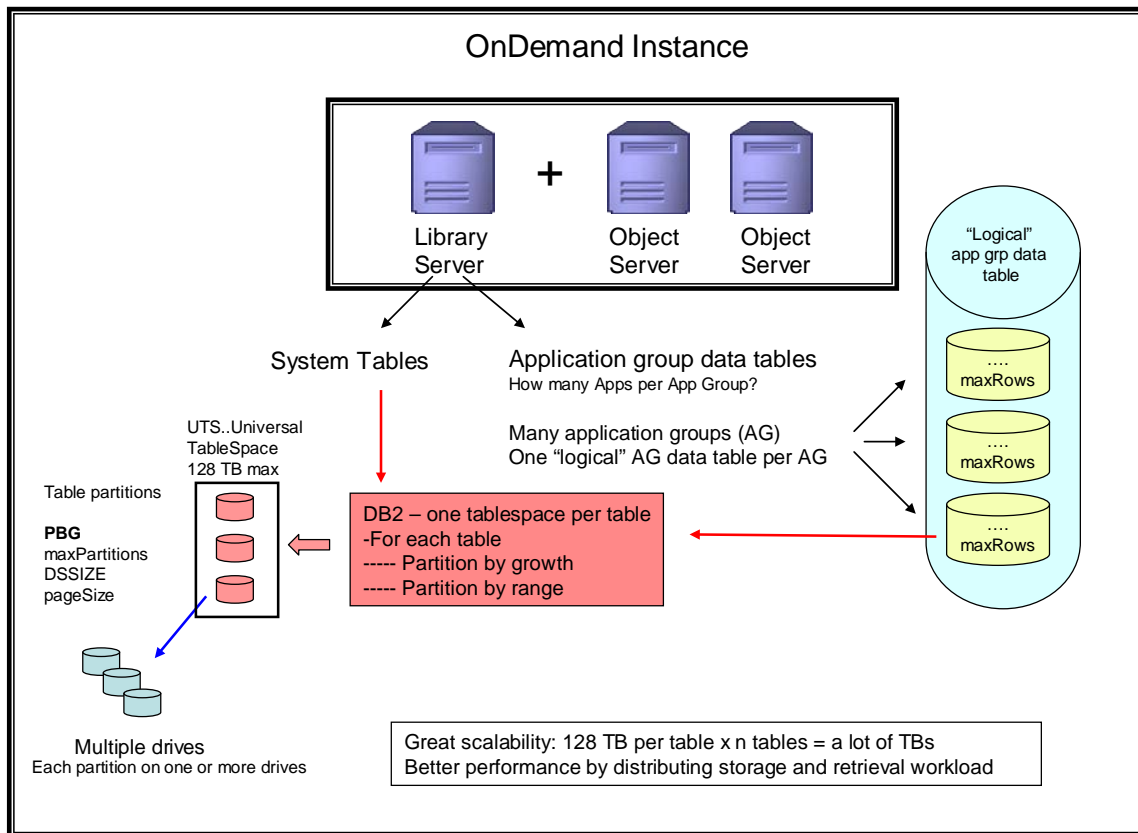 OnDemand Instance
+
Library
Server
Object
Server
Object
Server
“Logical”
app grp data
table
....
maxRows
....
maxRows
....
maxRows
System Tables
Application group data tables
How many Apps per App Group?
Many application groups (AG)
One “logical” AG data table per AG
UTS..Universal
TableSpace
128 TB max
Table partitions
PBG
maxPartitions
DSSIZE
pageSize
DB2 – one tablespace per table
-For each table
----- Partition by growth
----- Partition by range
Multiple drives
Each partition on one or more drives
Great scalability: 128 TB per table x n tables = a lot of TBs
Better performance by distributing storage and retrieval workload